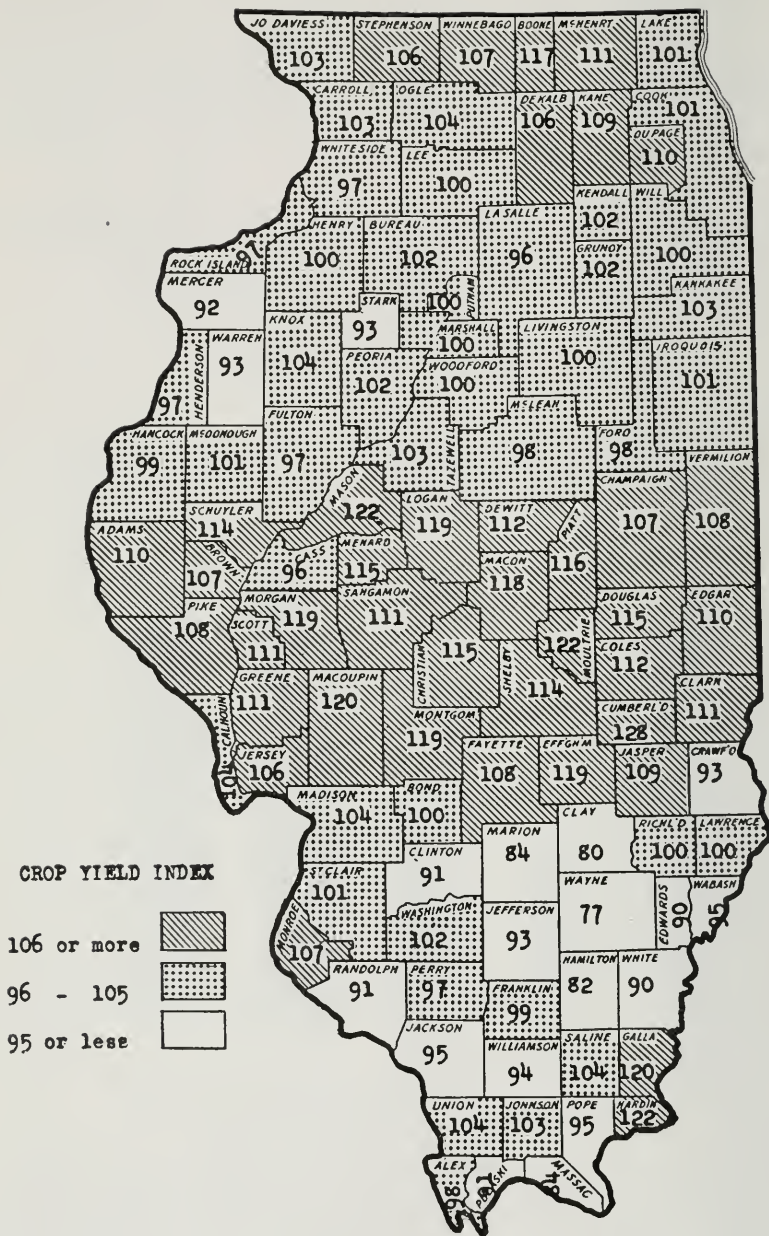 JO DAVIESS
103
STEPHENSON
106
WINNEBAGO
107
BOONE
117
McHENRY
111
LAKE
101
CARROLL
103
OGLE
104
DEKALB
106
KANE
109
COOK
101
DUPAGE
110
WHITESIDE
97
LEE
100
KENDALL
102
WILL
100
ROCK ISLAND
97
HENRY
100
BUREAU
102
LA SALLE
96
GRUNDY
102
KANKAKEE
103
MERCER
92
STARK
93
PUTNAM
100
MARSHALL
100
LIVINGSTON
100
IROQUOIS
101
HENDERSON
97
WARREN
93
KNOX
104
PEORIA
102
WOODFORD
100
HANCOCK
99
McDONOUGH
101
FULTON
97
TAZEWELL
103
McLEAN
98
FORD
98
VERMILION
108
SCHUYLER
114
MASON
122
LOGAN
119
DEWITT
112
PIATT
116
CHAMPAIGN
107
ADAMS
110
BROWN
107
CASS
96
MENARD
115
MACON
118
PIKE
108
SCOTT
111
MORGAN
119
SANGAMON
111
CHRISTIAN
115
SHELBY
114
MOULTRIE
122
DOUGLAS
115
EDGAR
110
COLES
112
CALHOUN
104
GREENE
111
MACOUPIN
120
MONTGOM
119
CUMBERL'D
128
CLARK
111
JERSEY
106
FAYETTE
108
EFFGHM
119
JASPER
109
CRAWF'D
93
MADISON
104
BOND
100
MARION
84
CLAY
80
RICHL'D
100
LAWRENCE
100
ST CLAIR
101
CLINTON
91
WAYNE
77
EDWARDS
90
WABASH
95
MONROE
107
WASHINGTON
102
JEFFERSON
93
RANDOLPH
91
PERRY
97
FRANKLIN
99
HAMILTON
82
WHITE
90
JACKSON
95
WILLIAMSON
94
SALINE
104
GALLA
120
UNION
104
JOHNSON
103
POPE
95
HARDIN
122
ALEX
98
PULASKI
MASSAC
CROP YIELD INDEX
106 or more
96 - 105
95 or less